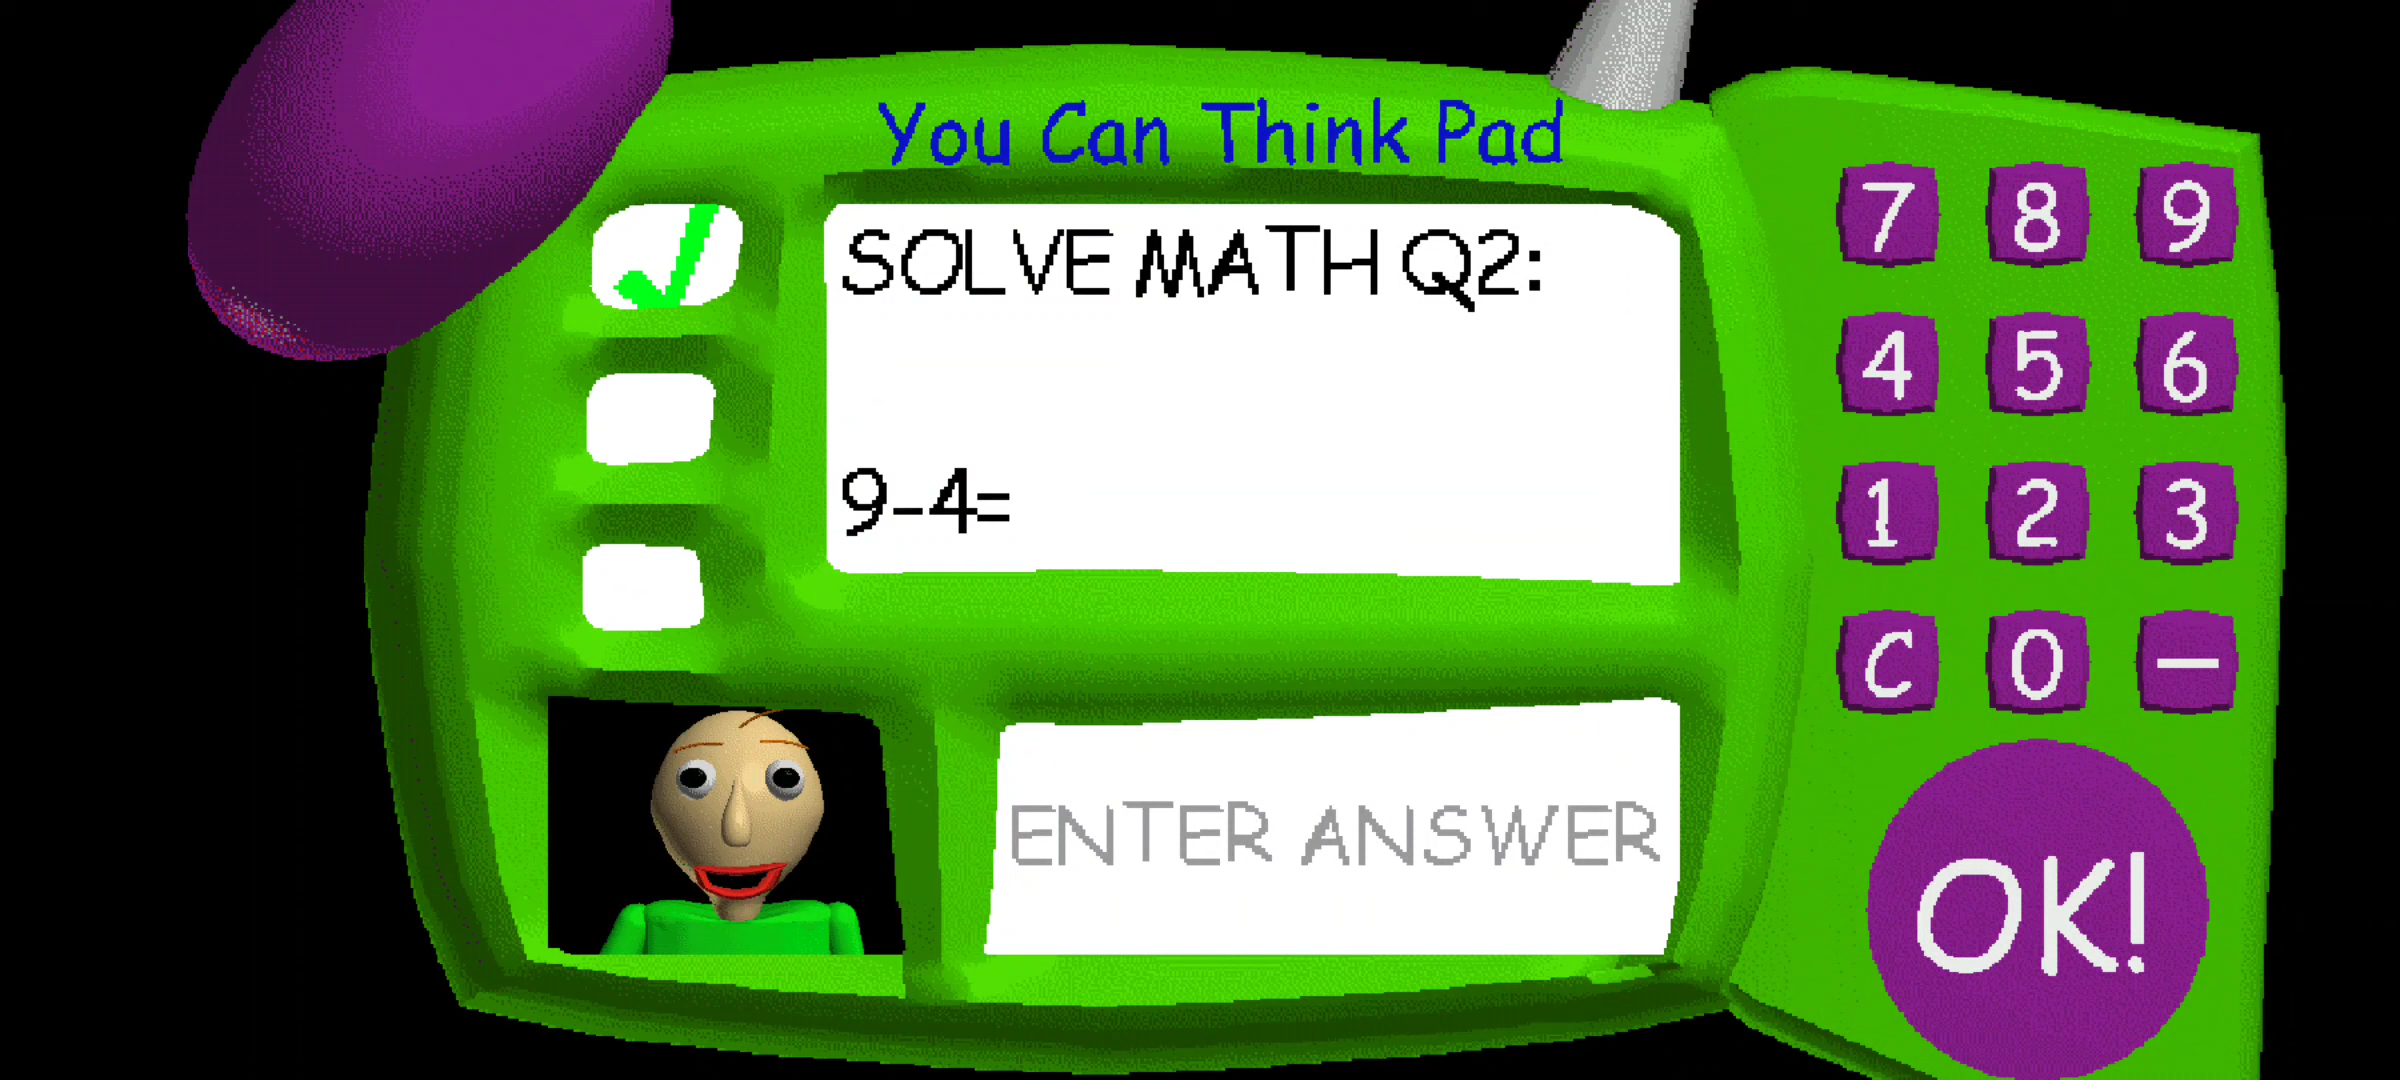 You Can Think Pad
SOLVE MATH Q2:
9-4=
ENTER ANSWER
7 8 9
4 5 6
1 2 3
C 0 —
OK!